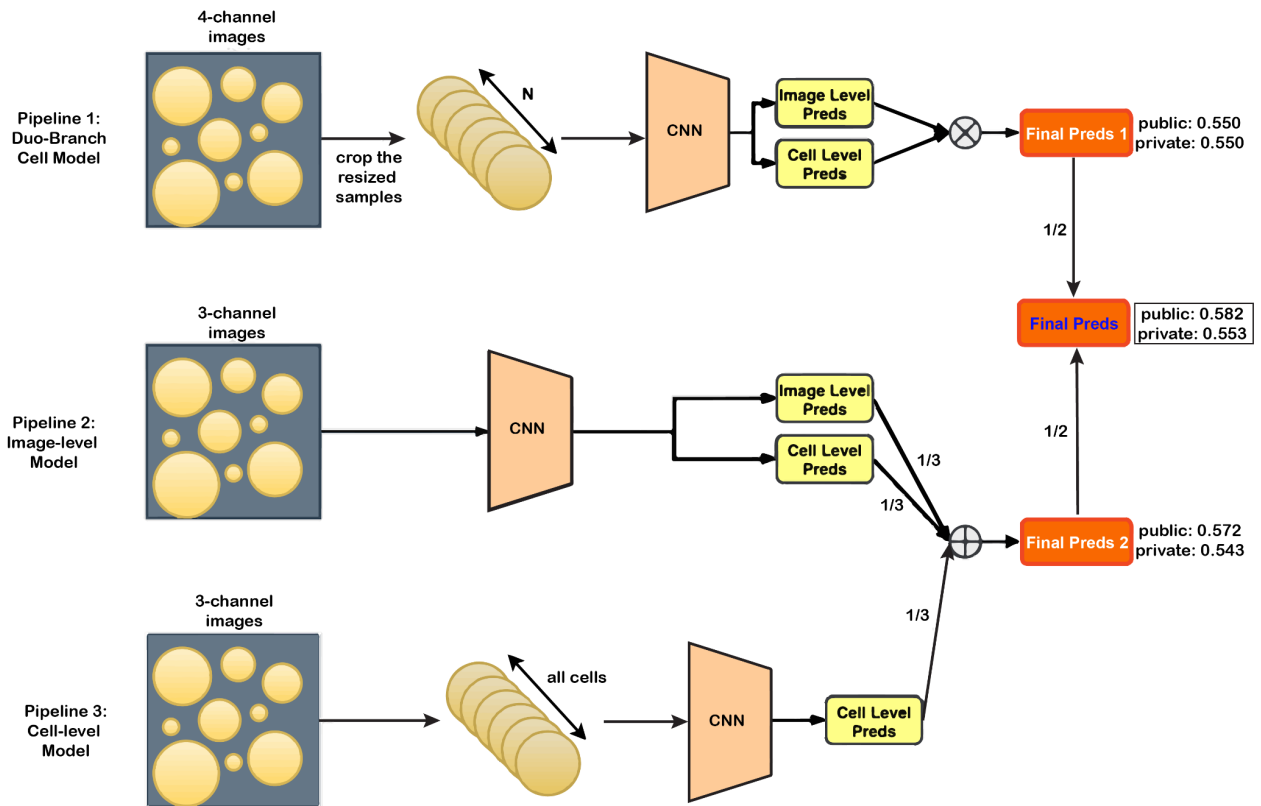 4-channel
images
Pipeline 1:
Duo-Branch
Cell Model
crop the
resized
samples
N
CNN
Image Level
Preds
Cell Level
Preds
Final Preds 1
public: 0.550
private: 0.550
1/2
Final Preds
public: 0.582
private: 0.553
1/2
3-channel
images
Pipeline 2:
Image-level
Model
CNN
Image Level
Preds
Cell Level
Preds
1/3
1/3
Final Preds 2
public: 0.572
private: 0.543
3-channel
images
Pipeline 3:
Cell-level
Model
all cells
CNN
Cell Level
Preds
1/3